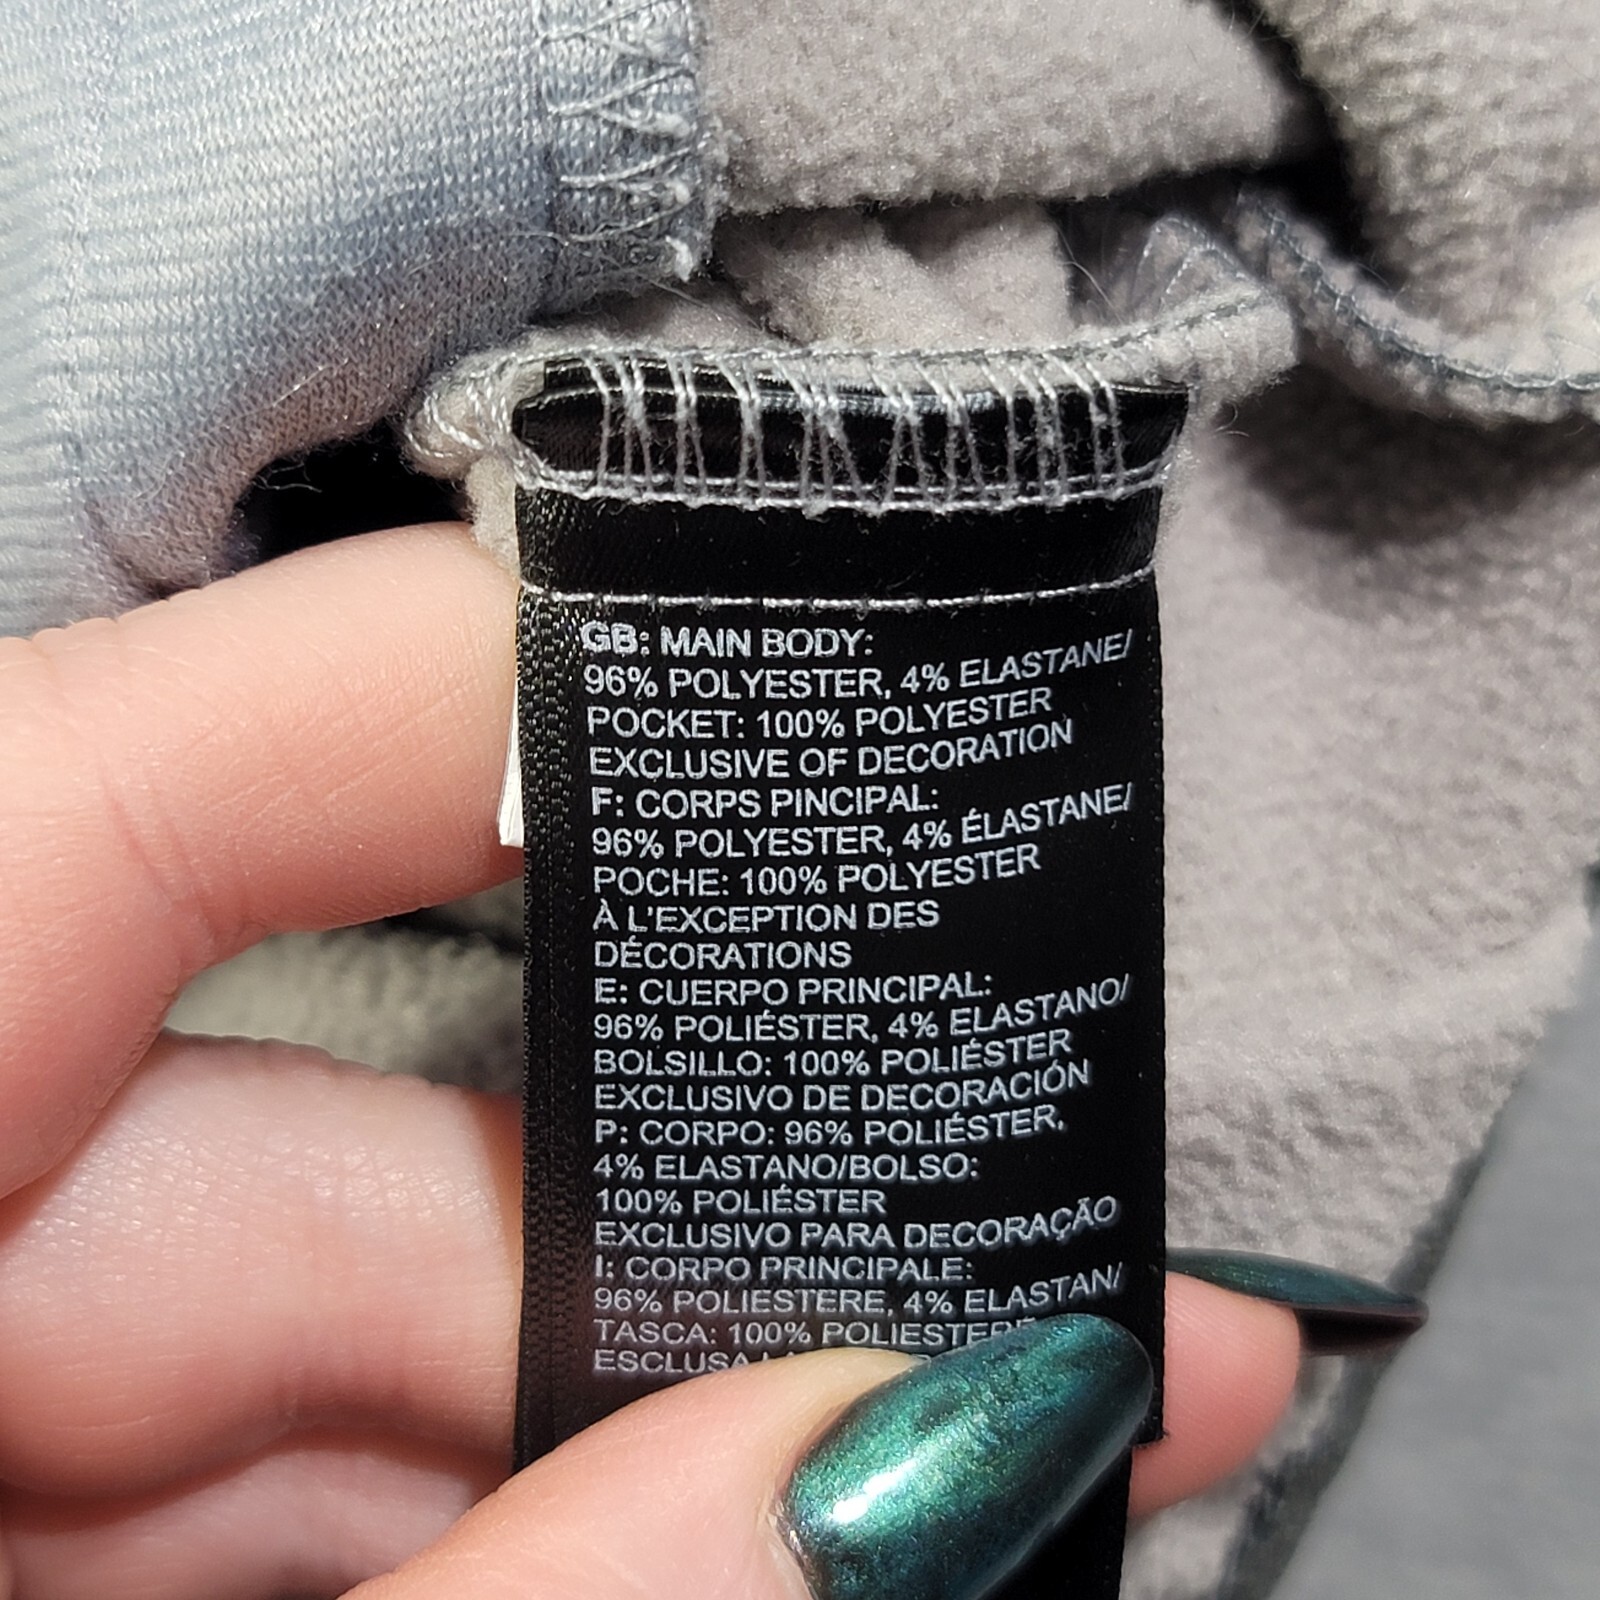 GB: MAIN BODY:
96% POLYESTER, 4% ELASTANE/
POCKET: 100% POLYESTER
EXCLUSIVE OF DECORATION
F: CORPS PINCIPAL:
96% POLYESTER, 4% ÉLASTANE/
POCHE: 100% POLYESTER
À L'EXCEPTION DES
DÉCORATIONS
E: CUERPO PRINCIPAL:
96% POLIÉSTER, 4% ELASTANO/
BOLSILLO: 100% POLIÉSTER
EXCLUSIVO DE DECORACIÓN
P: CORPO: 96% POLIÉSTER,
4% ELASTANO/BOLSO:
100% POLIÉSTER
EXCLUSIVO PARA DECORAÇÃO
I: CORPO PRINCIPALE:
96% POLIESTERE, 4% ELASTAN/
TASCA: 100% POLIESTERE
ESCLUSA